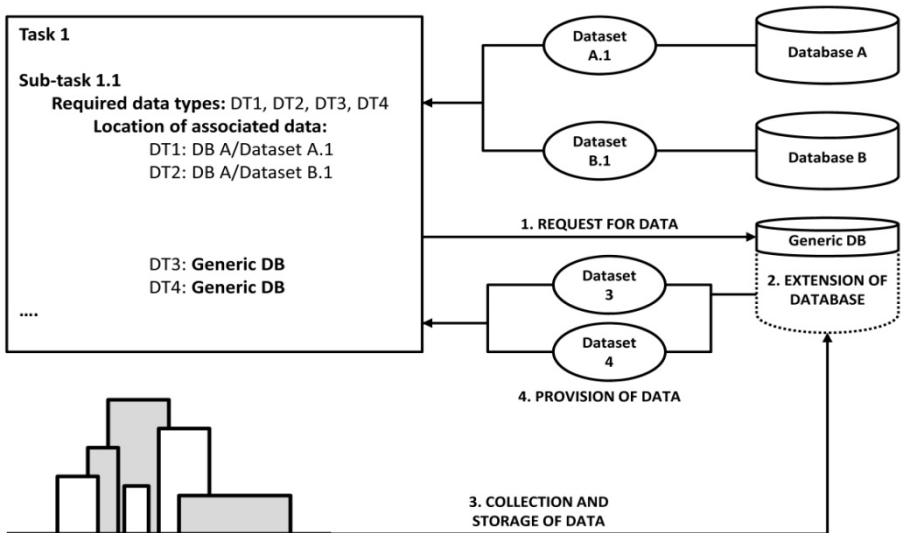 Task 1
Sub-task 1.1
Required data types: DT1, DT2, DT3, DT4
Location of associated data:
DT1: DB A/Dataset A.1
DT2: DB A/Dataset B.1
DT3: Generic DB
DT4: Generic DB
....
Dataset
A.1
Database A
Dataset
B.1
Database B
1. REQUEST FOR DATA
Generic DB
2. EXTENSION OF
DATABASE
Dataset
3
Dataset
4
4. PROVISION OF DATA
3. COLLECTION AND
STORAGE OF DATA